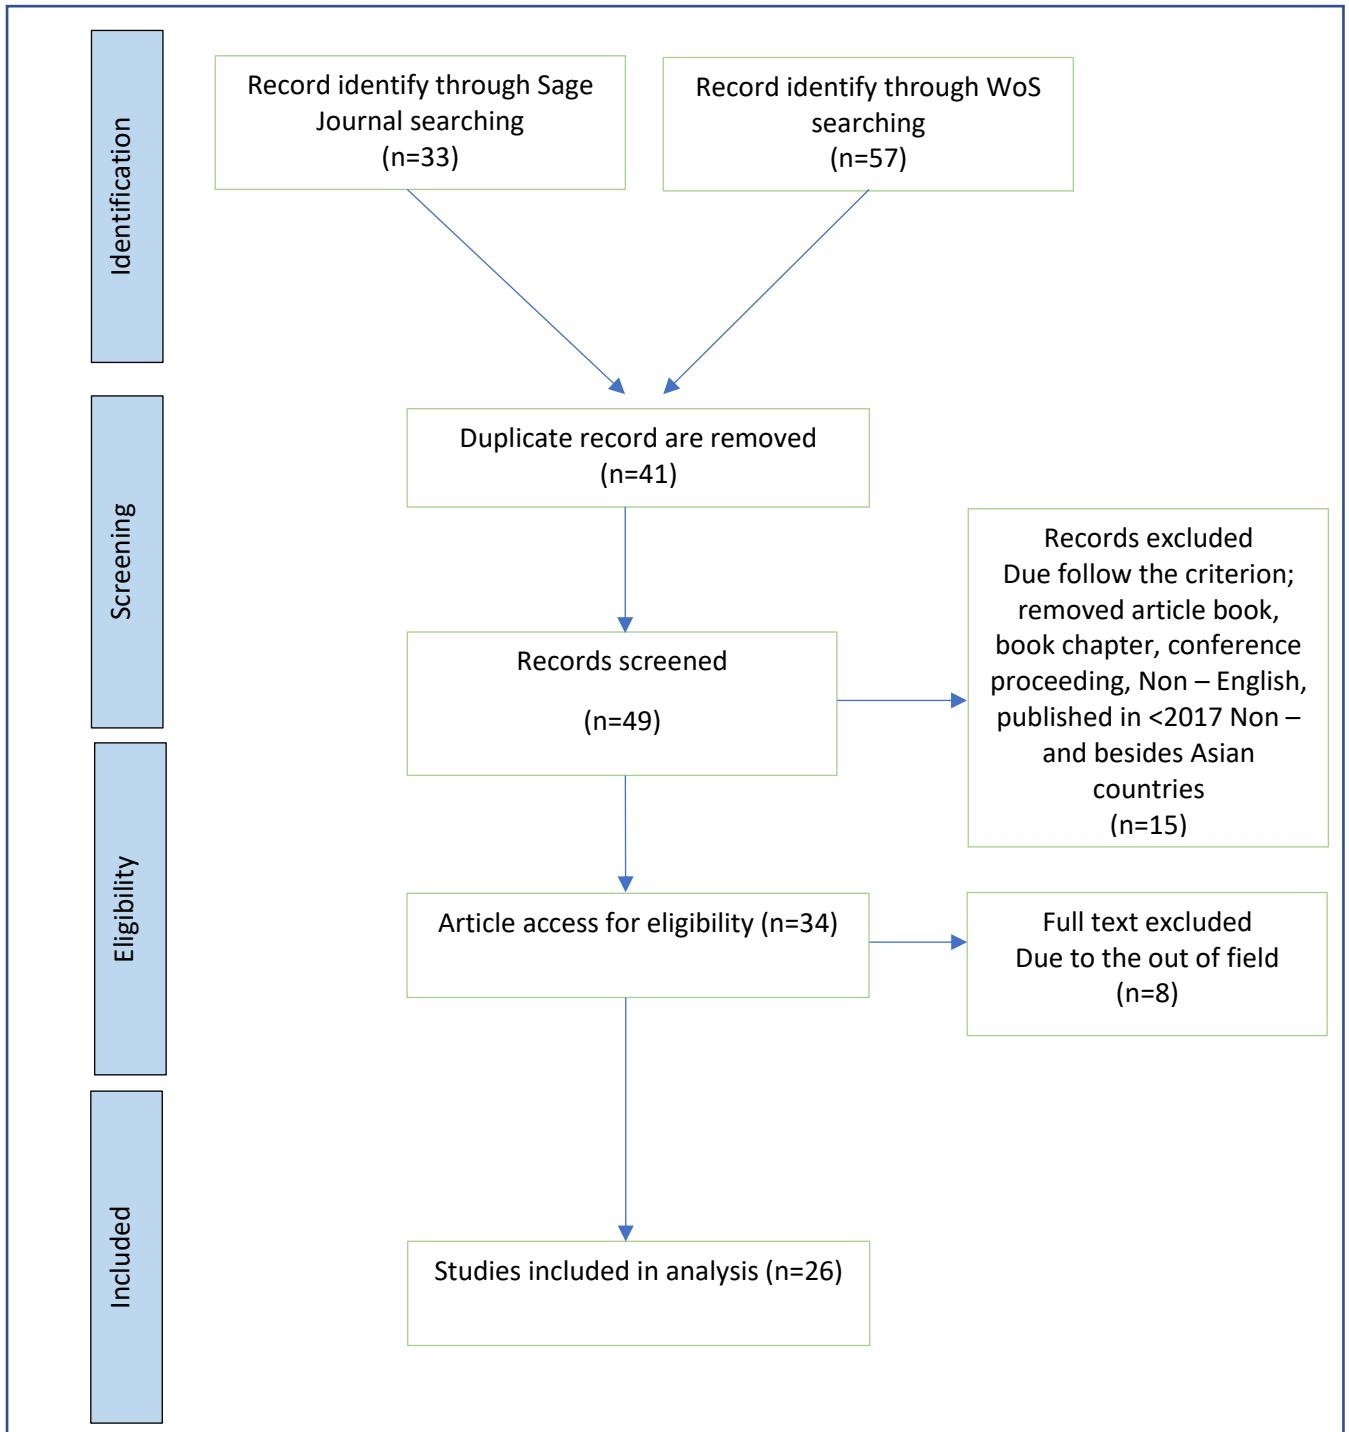 Identification
Record identify through Sage
Journal searching
(n=33)
Record identify through WoS
searching
(n=57)
Screening
Duplicate record are removed
(n=41)
Records screened
(n=49)
Records excluded
Due follow the criterion;
removed article book,
book chapter, conference
proceeding, Non – English,
published in <2017 Non –
and besides Asian
countries
(n=15)
Eligibility
Article access for eligibility (n=34)
Full text excluded
Due to the out of field
(n=8)
Included
Studies included in analysis (n=26)